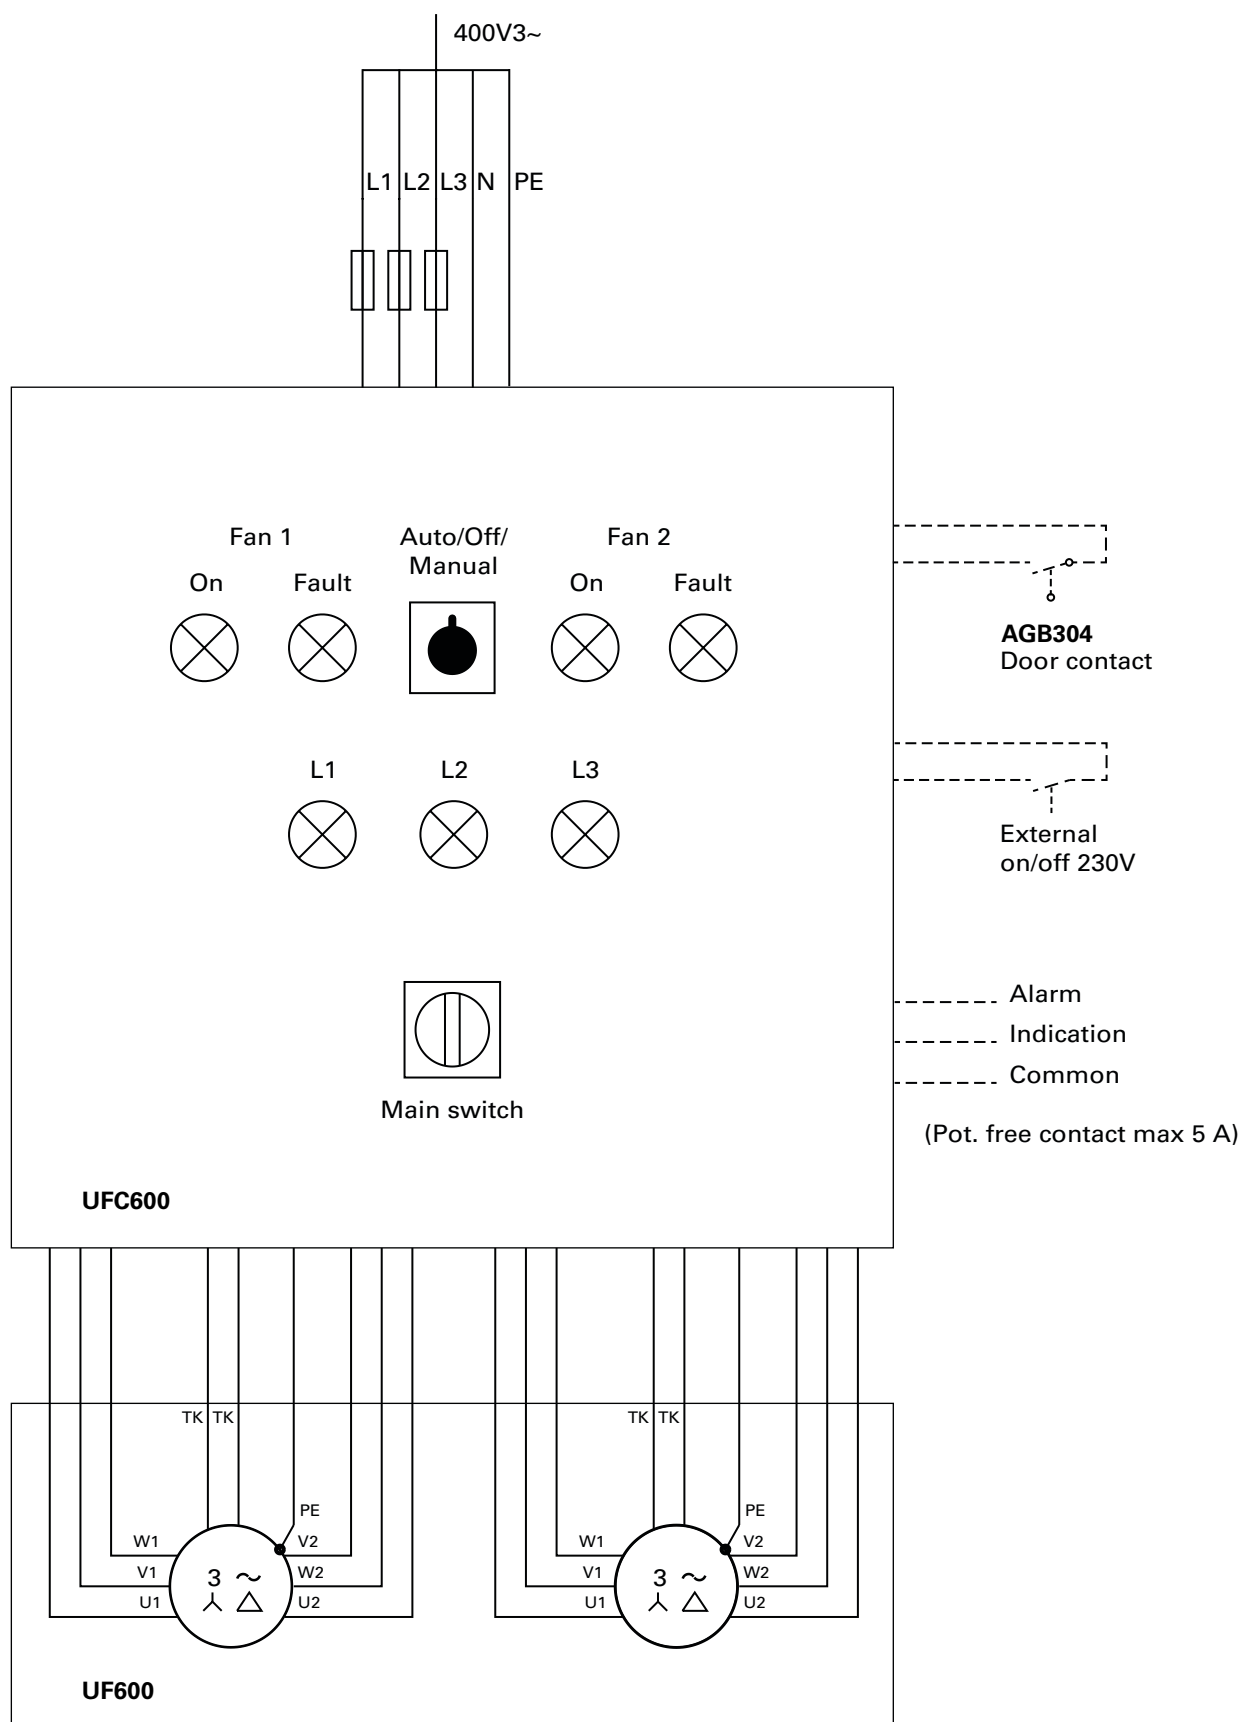 400V3~
L1 L2 L3 N PE
Fan 1
Auto/Off/
Manual
Fan 2
On Fault
On Fault
AGB304
Door contact
L1 L2 L3
External
on/off 230V
Alarm
Indication
Common
Main switch
(Pot. free contact max 5 A)
UFC600
TK TK
TK TK
PE
PE
W1 V2
W1 V2
V1 3 ~ W2
V1 3 ~ W2
U1 U2
U1 U2
UF600